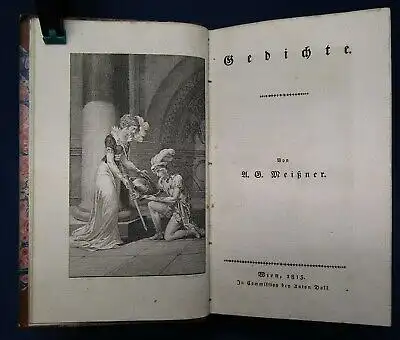 Gedichte.
Von
A. G. Meißner.
Wien, 1813.
In Commission bey Anton Doll